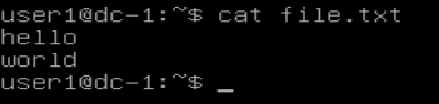 user1@dc-1:~$ cat file.txt
hello
world
user1@dc-1:~$ _